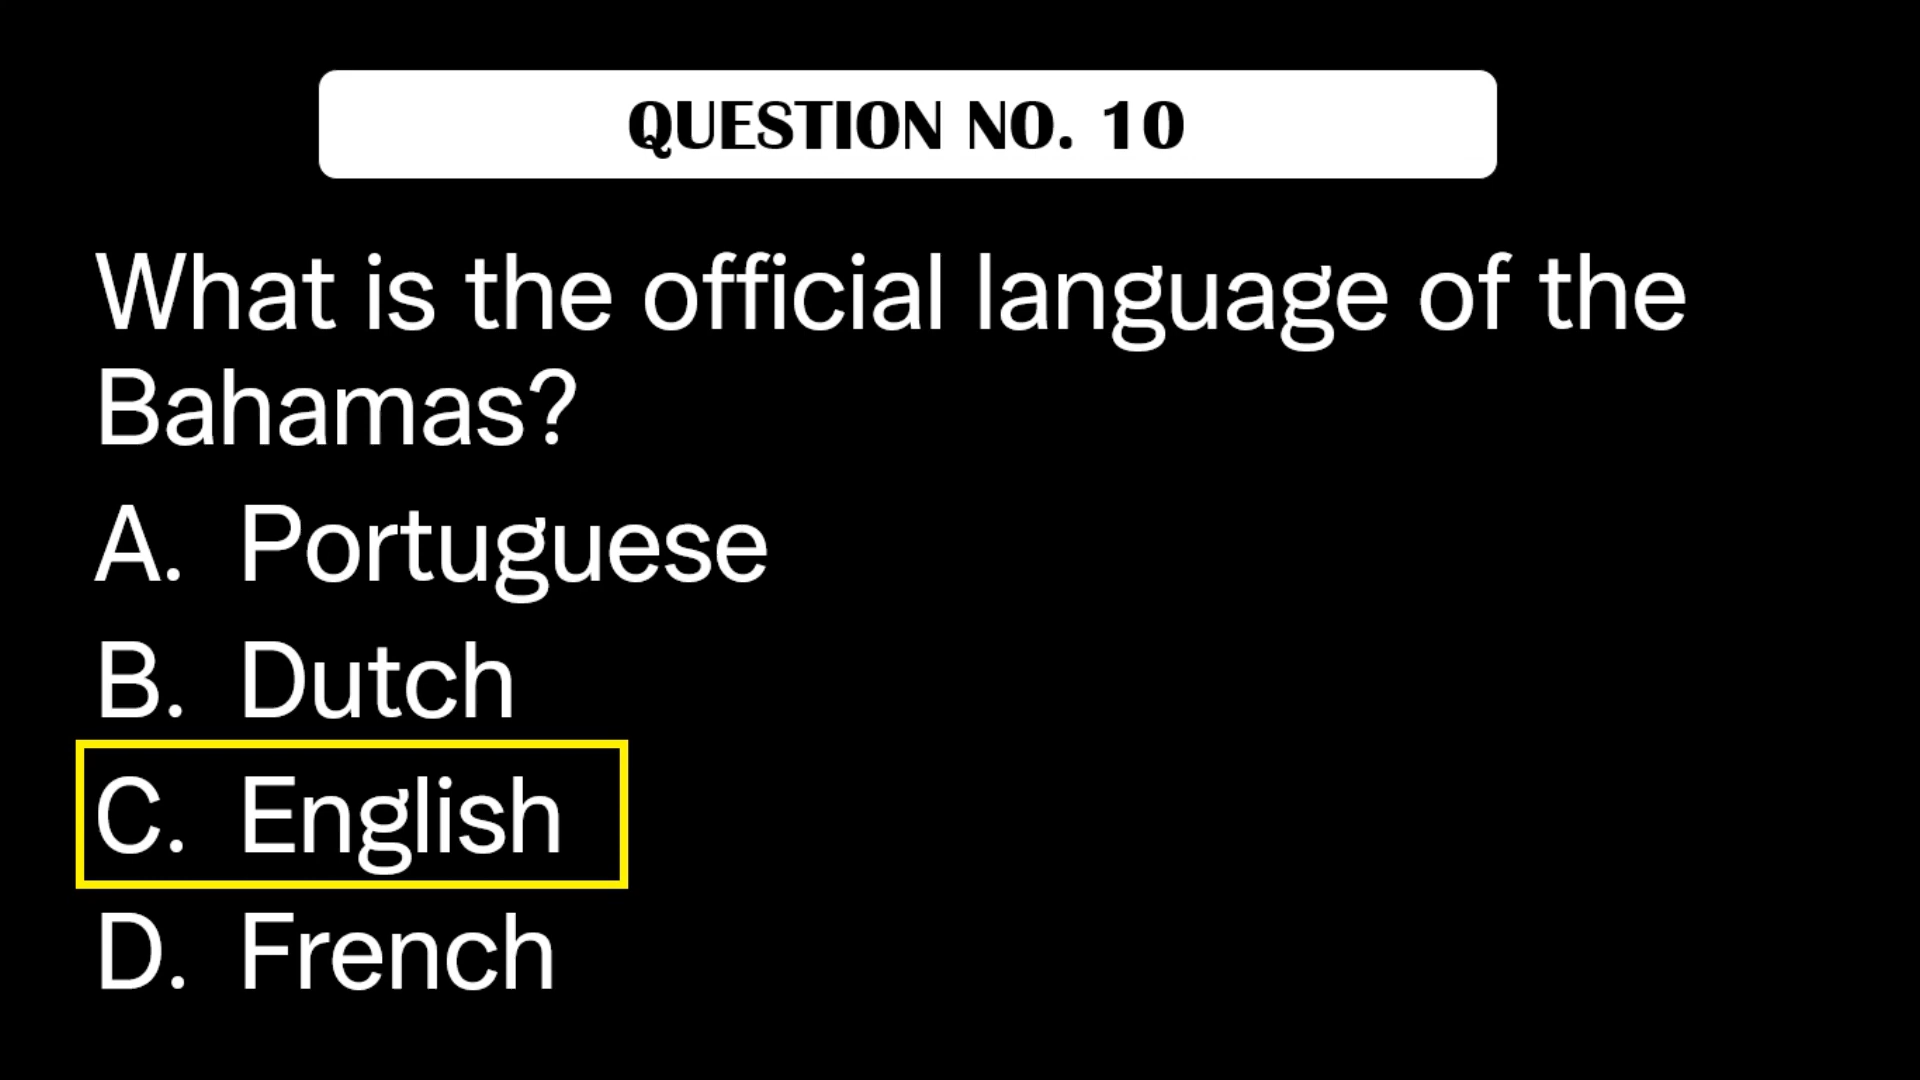 QUESTION NO. 10
What is the official language of the
Bahamas?
A. Portuguese
B. Dutch
C. English
D. French